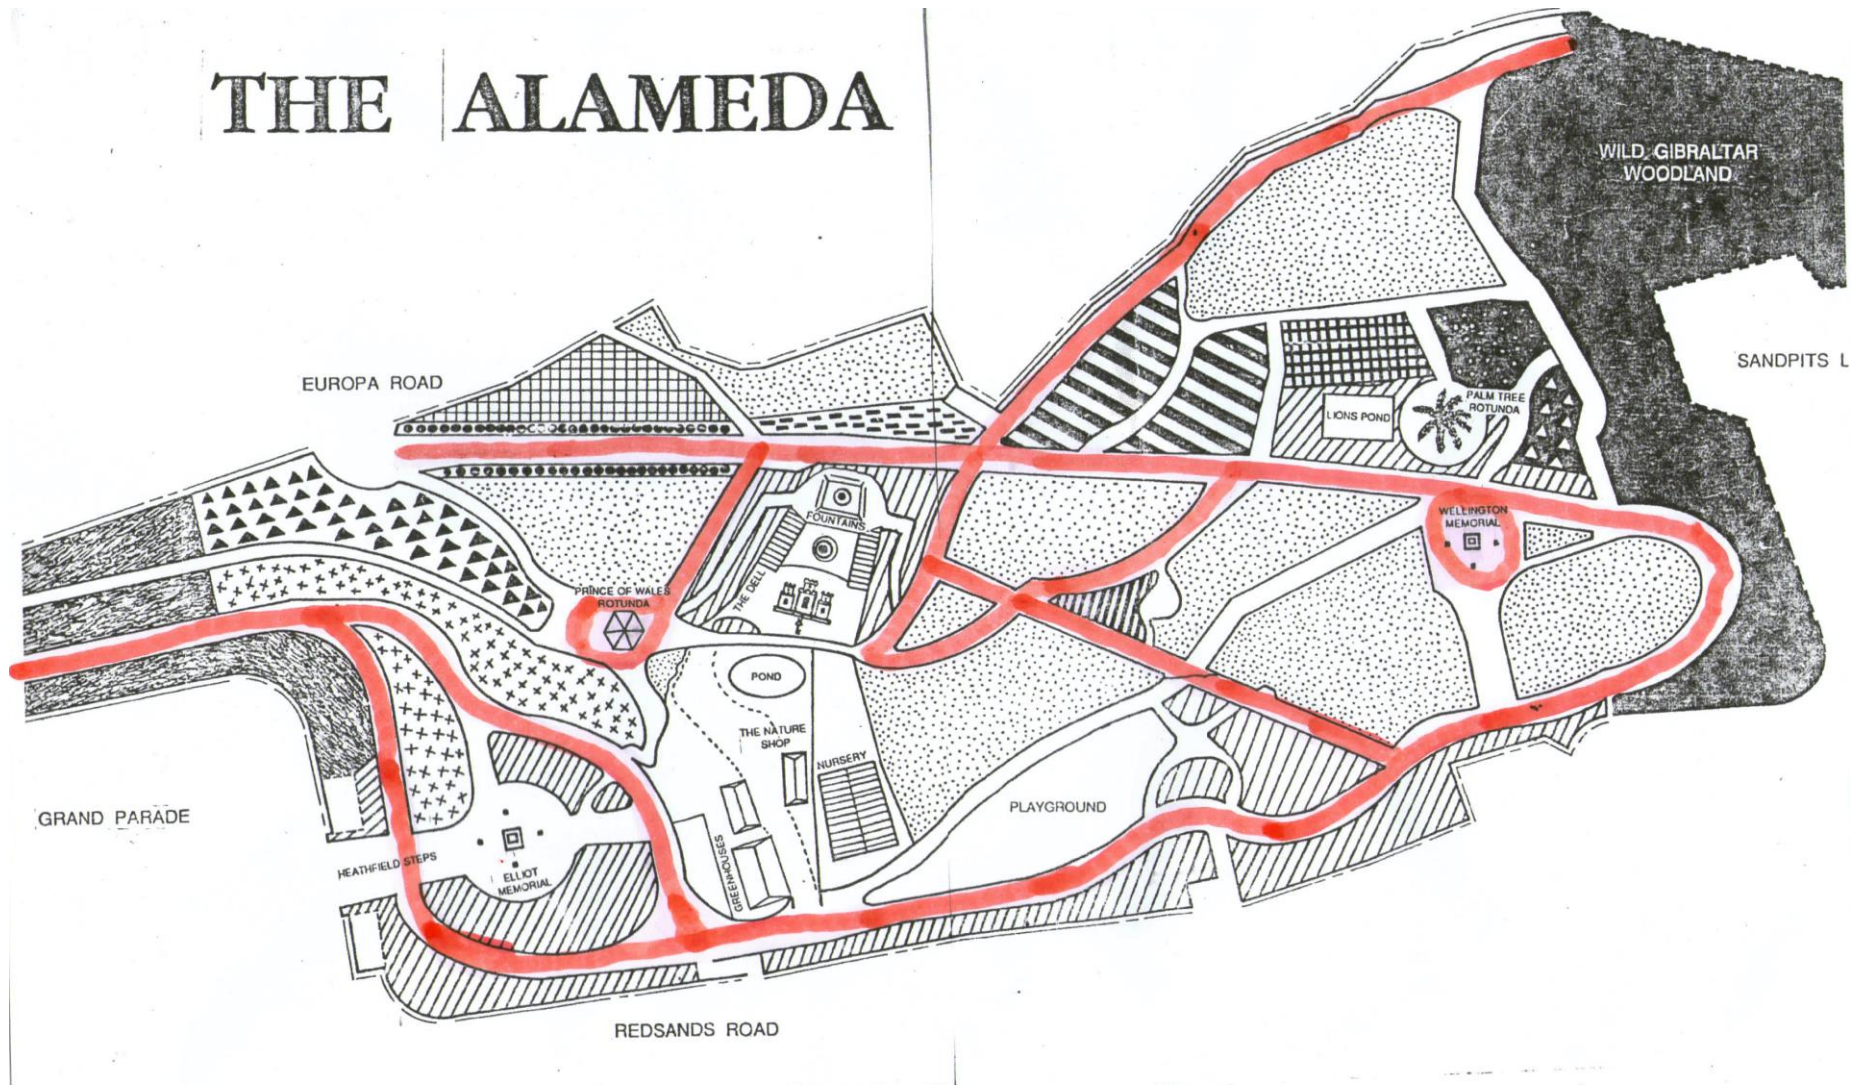 THE ALAMEDA
WILD GIBRALTAR
WOODLAND
SANDPITS L
EUROPA ROAD
LIONS POND
PALM TREE
ROTUNDA
FOUNTAINS
WELLINGTON
MEMORIAL
THE DELL
PRINCE OF WALES
ROTUNDA
POND
THE NATURE
SHOP
NURSERY
PLAYGROUND
GRAND PARADE
HEATHFIELD STEPS
ELLIOT
MEMORIAL
GREENHOUSES
REDSANDS ROAD